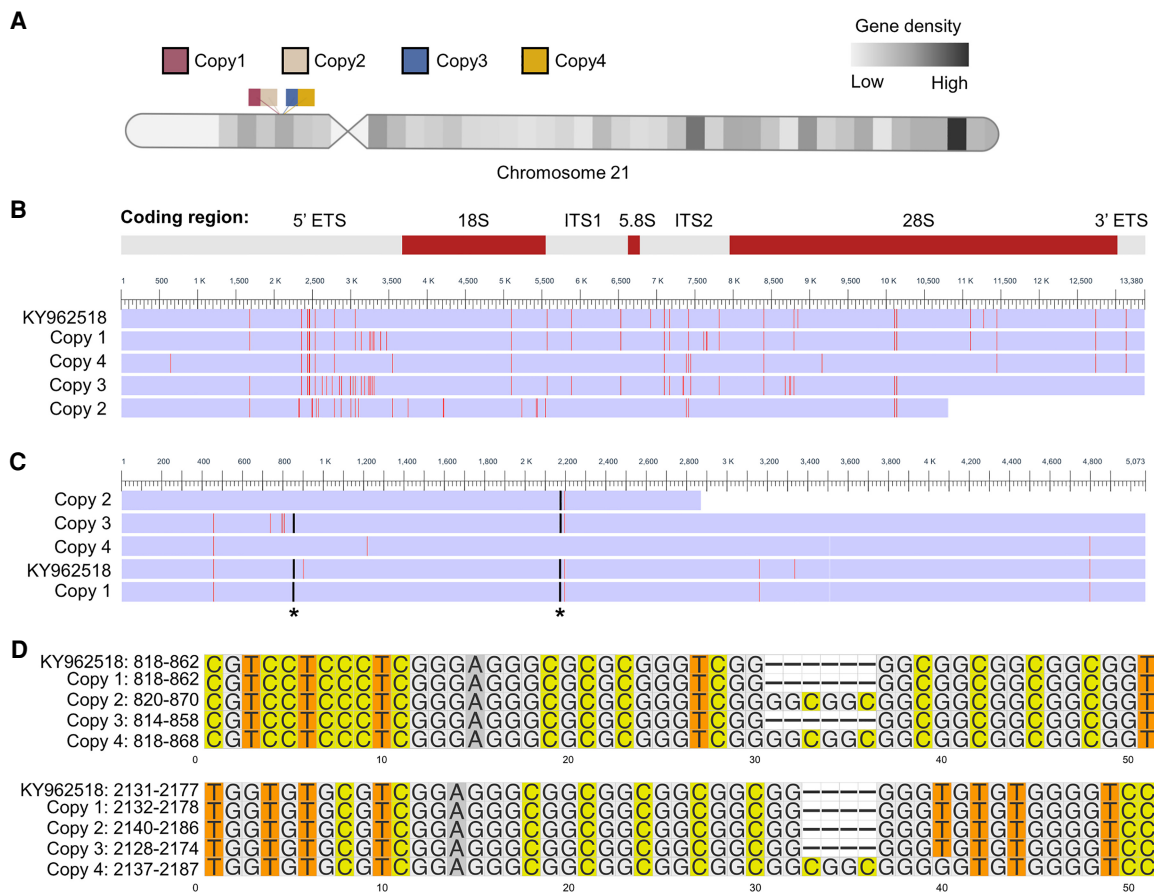 A
Copy1 Copy2 Copy3 Copy4
Gene density
Low High
Chromosome 21
B
Coding region: 5' ETS 18S ITS1 5.8S ITS2 28S 3' ETS
1 500 1 K 1,500 2 K 2,500 3 K 3,500 4 K 4,500 5 K 5,500 6 K 6,500 7 K 7,500 8 K 8,500 9 K 9,500 10 K 10,500 11 K 11,500 12 K 12,500 13,380
KY962518
Copy 1
Copy 4
Copy 3
Copy 2
C
1 200 400 600 800 1 K 1,200 1,400 1,600 1,800 2 K 2,200 2,400 2,600 2,800 3 K 3,200 3,400 3,600 3,800 4 K 4,200 4,400 4,600 4,800 5,073
Copy 2
Copy 3
Copy 4
KY962518
Copy 1
* *
D
KY962518: 818-862 CGTCCTCCCTCGGGAGGGCGCGCGGGTCGG------GGCGGCGGCGGCGGT
Copy 1: 818-862 CGTCCTCCCTCGGGAGGGCGCGCGGGTCGG------GGCGGCGGCGGCGGT
Copy 2: 820-870 CGTCCTCCCTCGGGAGGGCGCGCGGGTCGGGGCGGCGGCGGCGGCGGCGGT
Copy 3: 814-858 CGTCCTCCCTCGGGAGGGCGCGCGGGTCGG------GGCGGCGGCGGCGGT
Copy 4: 818-868 CGTCCTCCCTCGGGAGGGCGCGCGGGTCGGGGCGGCGGCGGCGGCGGCGGT
0 10 20 30 40 50
KY962518: 2131-2177 TGGTGTGCGTCGGAGGGCGGCGGCGGCGGCGG----GGGTGTGTGGGGTCC
Copy 1: 2132-2178 TGGTGTGCGTCGGAGGGCGGCGGCGGCGGCGG----GGGTGTGTGGGGTCC
Copy 2: 2140-2186 TGGTGTGCGTCGGAGGGCGGCGGCGGCGGCGG----GGGTGTGTGGGGTCC
Copy 3: 2128-2174 TGGTGTGCGTCGGAGGGCGGCGGCGGCGGCGG----GGGTGTGTGGGGTCC
Copy 4: 2137-2187 TGGTGTGCGTCGGAGGGCGGCGGCGGCGGCGGCGGCGGGGGTGTGGGGTCC
0 10 20 30 40 50